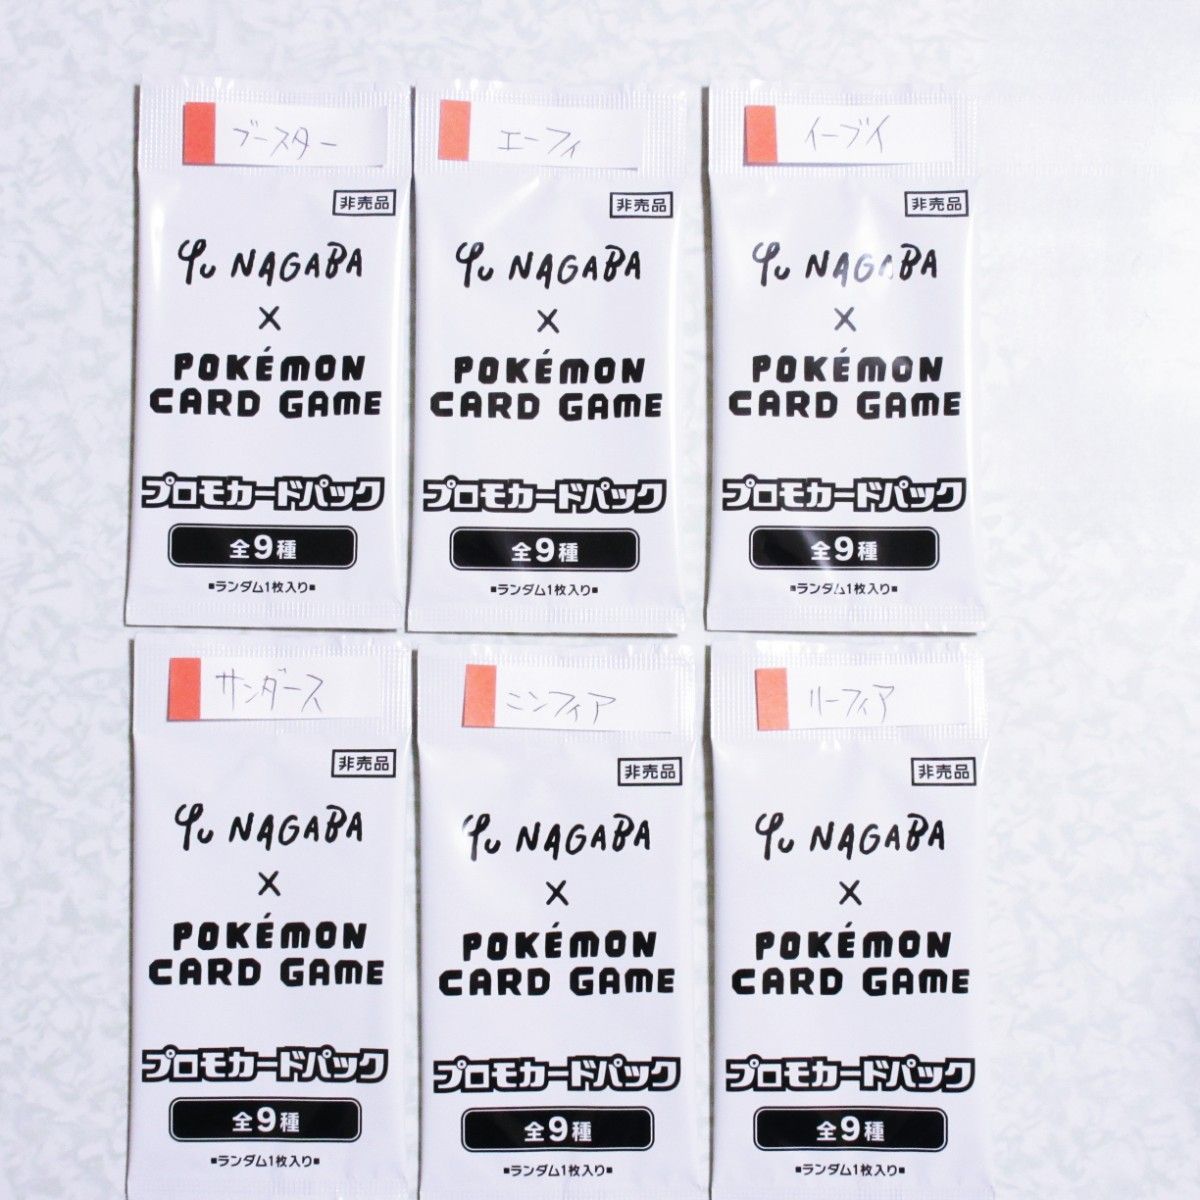 ブースター
非売品
Yu NAGABA
×
POKÉMON
CARD GAME
プロモカードパック
全9種
■ランダム1枚入り■
エーフィ
非売品
Yu NAGABA
×
POKÉMON
CARD GAME
プロモカードパック
全9種
■ランダム1枚入り■
イーブイ
非売品
Yu NAGABA
×
POKÉMON
CARD GAME
プロモカードパック
全9種
■ランダム1枚入り■
サンダース
非売品
Yu NAGABA
×
POKÉMON
CARD GAME
プロモカードパック
全9種
■ランダム1枚入り■
ニンフィア
非売品
Yu NAGABA
×
POKÉMON
CARD GAME
プロモカードパック
全9種
■ランダム1枚入り■
リーフィア
非売品
Yu NAGABA
×
POKÉMON
CARD GAME
プロモカードパック
全9種
■ランダム1枚入り■